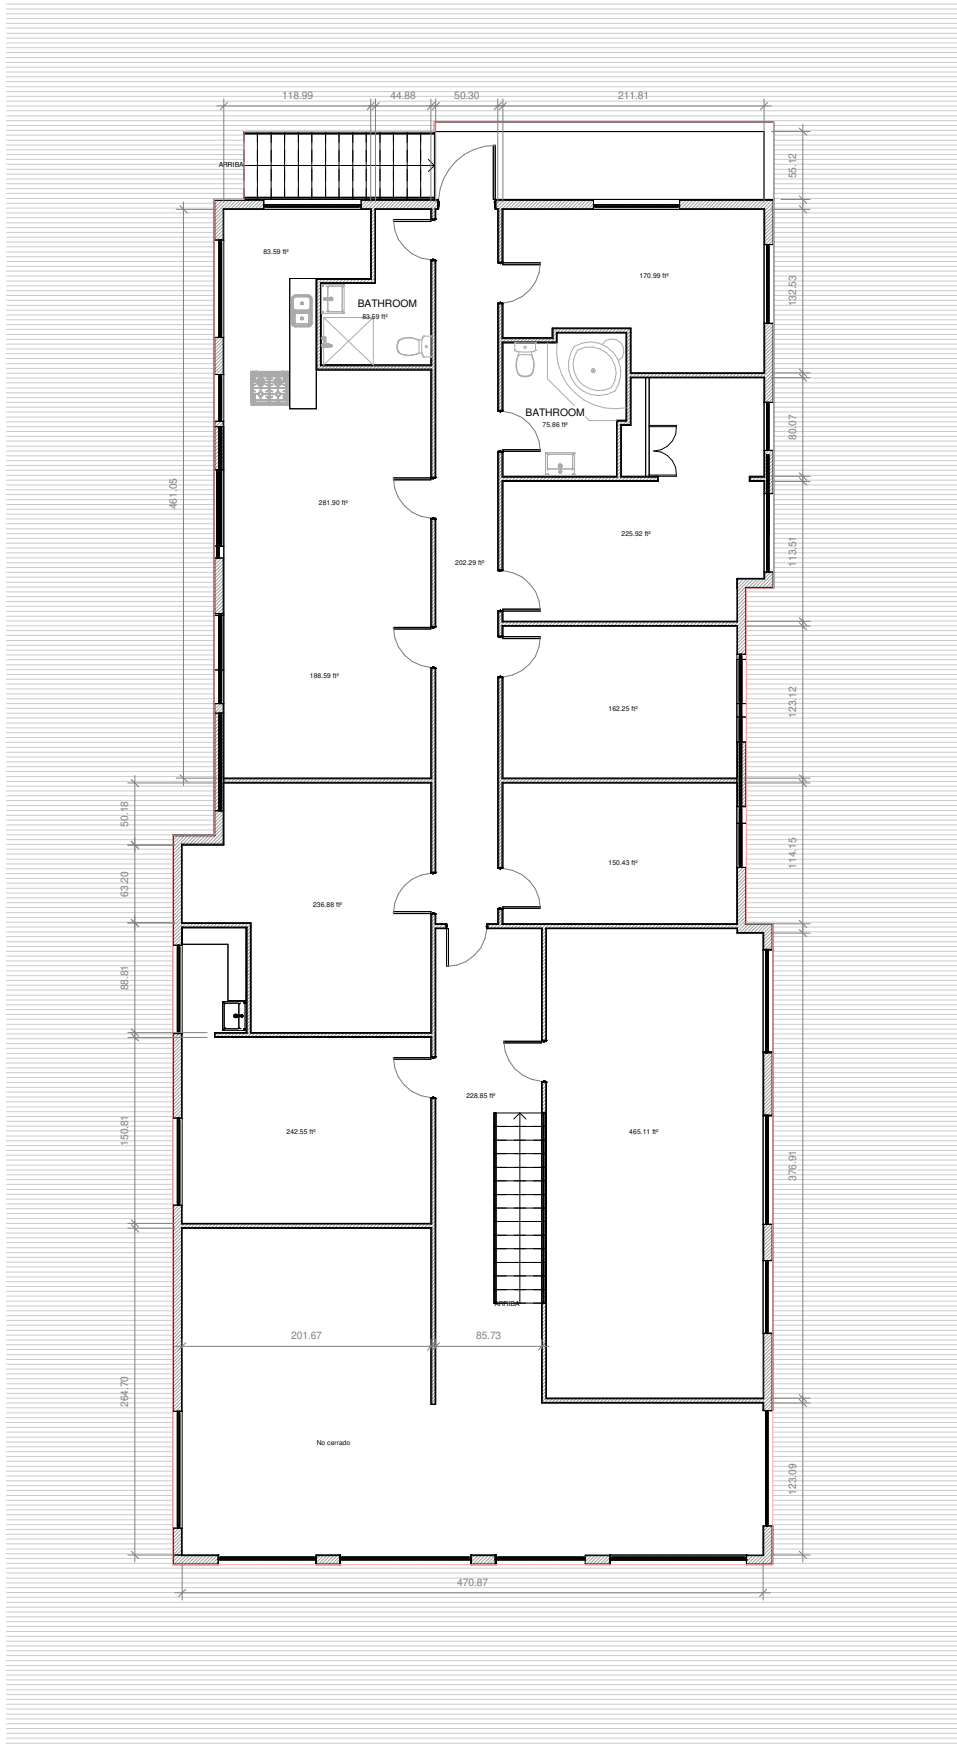 118.99
44.88
50.30
211.81
ARRIBA
55.12
83.59 ft²
170.99 ft²
132.53
BATHROOM
83.59 ft²
BATHROOM
75.86 ft²
80.07
461.05
281.90 ft²
225.92 ft²
113.51
202.29 ft²
188.59 ft²
162.25 ft²
123.12
50.18
63.20
150.43 ft²
114.15
236.88 ft²
88.81
228.85 ft²
242.55 ft²
465.11 ft²
150.81
376.91
ARRIBA
201.67
85.73
264.70
No cerrado
123.09
470.87